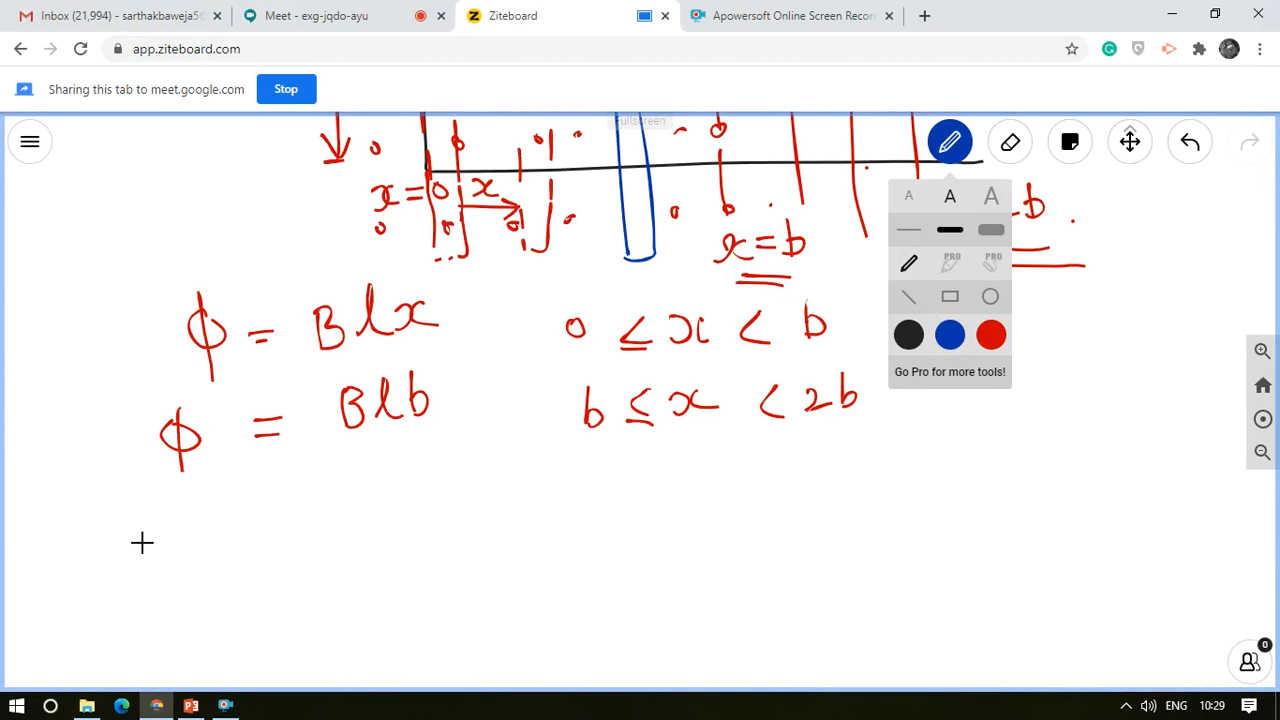 Inbox (21,994) - sarthakbaweja5
Meet - exg-jqdo-ayu
Ziteboard
Apowersoft Online Screen Recor
app.ziteboard.com
Sharing this tab to meet.google.com
Stop
Fullscreen
x=0
x
x=b
b
A A A
PRO PRO
Go Pro for more tools!
ϕ = Blx 0 ≤ x < b
ϕ = Blb b ≤ x < 2b
0
ENG 10:29